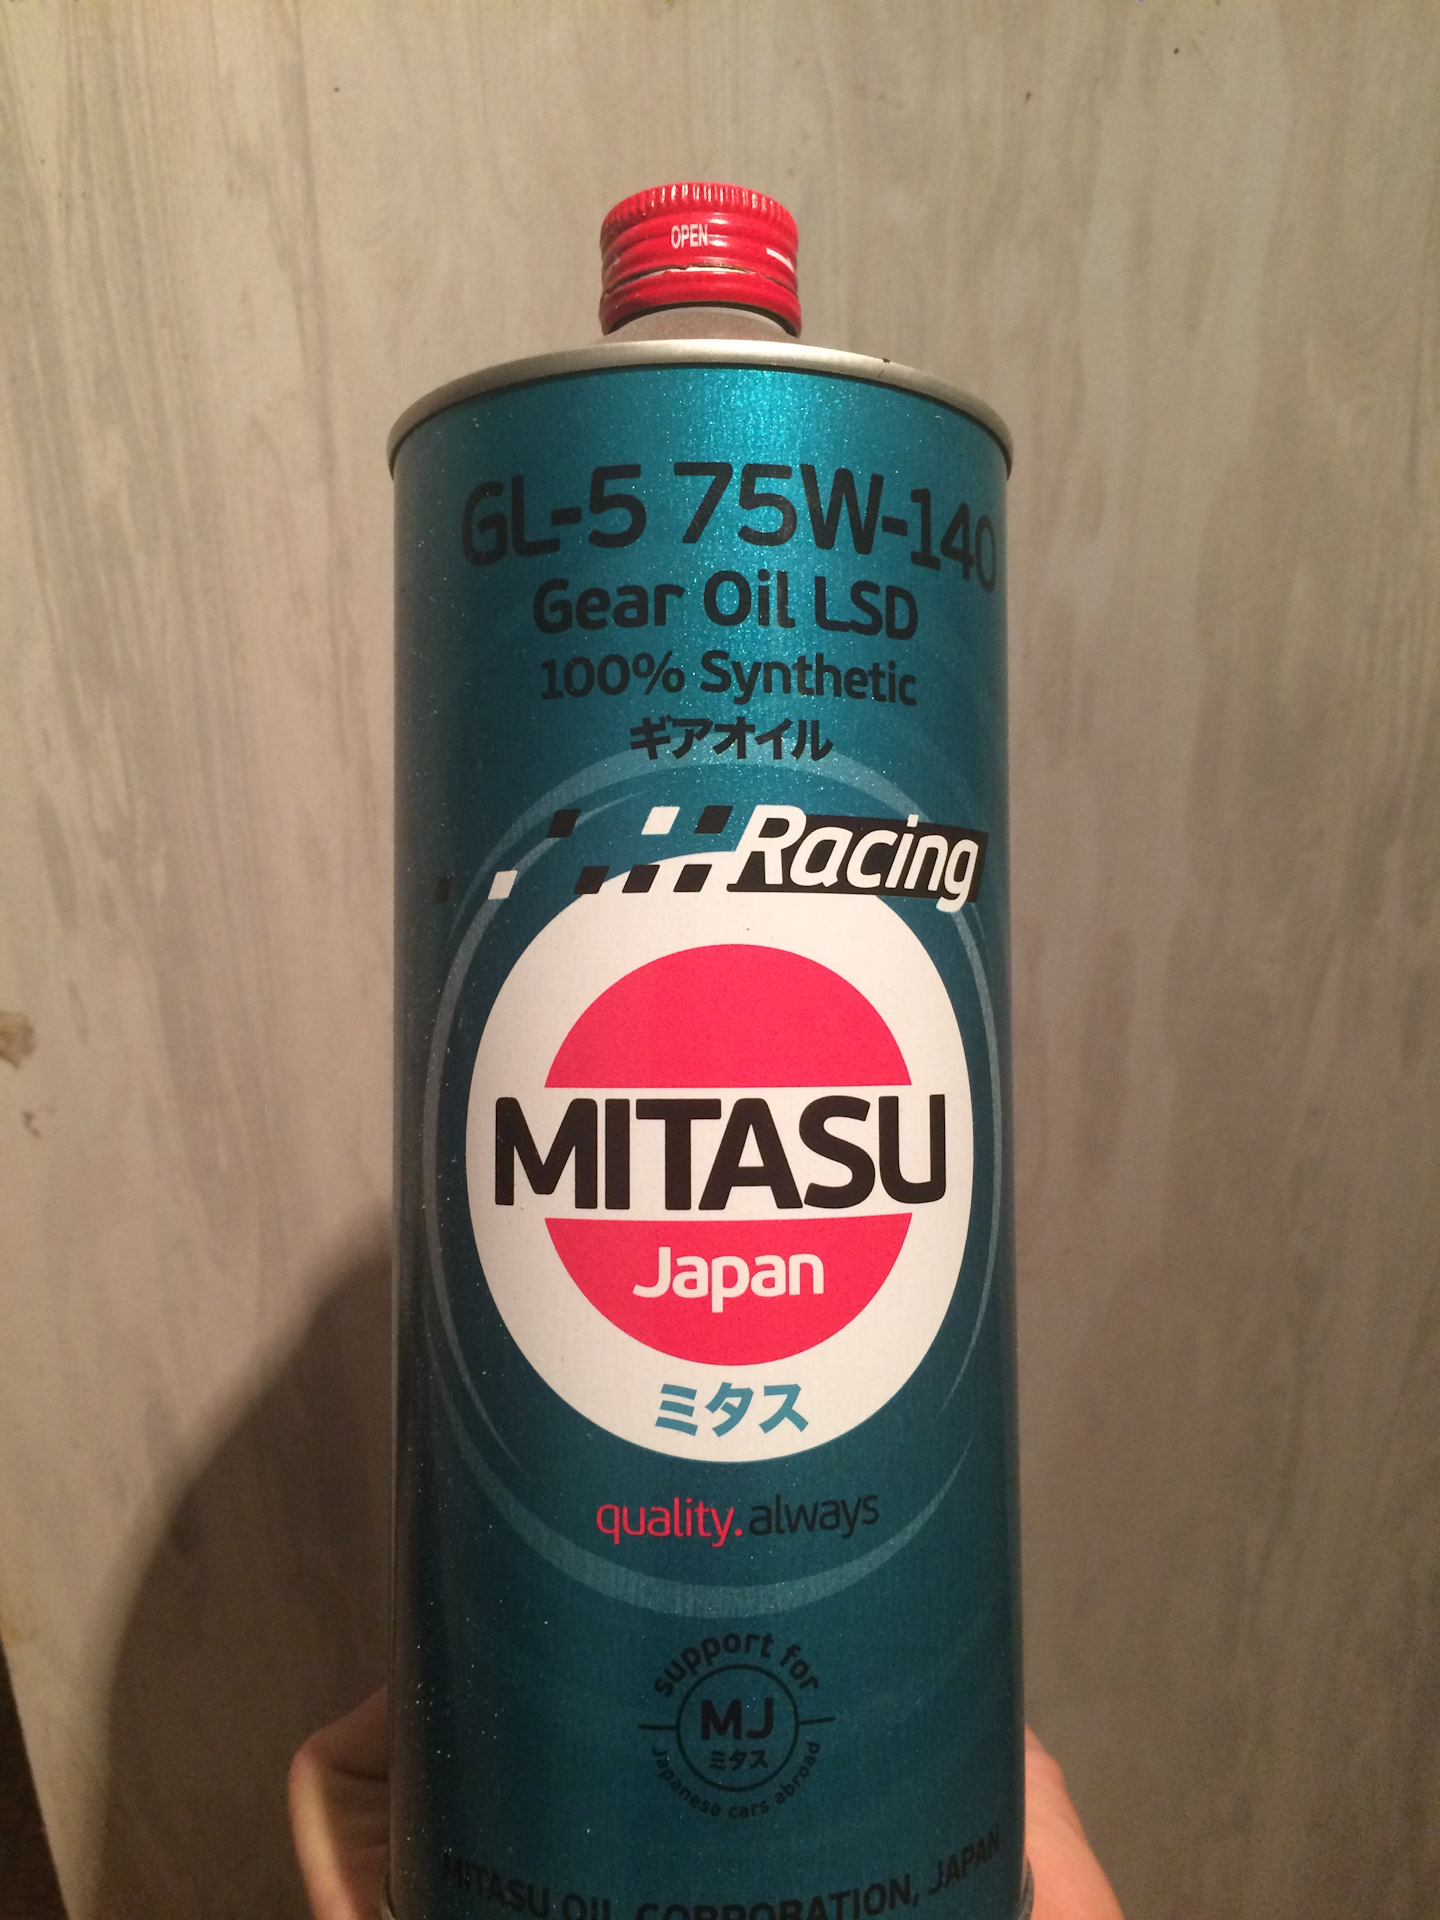 OPEN
GL-5 75W-140
Gear Oil LSD
100% Synthetic
ギアオイル
Racing
MITASU
Japan
ミタス
quality.always
support for
MJ
ミタス
Japanese cars abroad
MITASU OIL CORPORATION, JAPAN